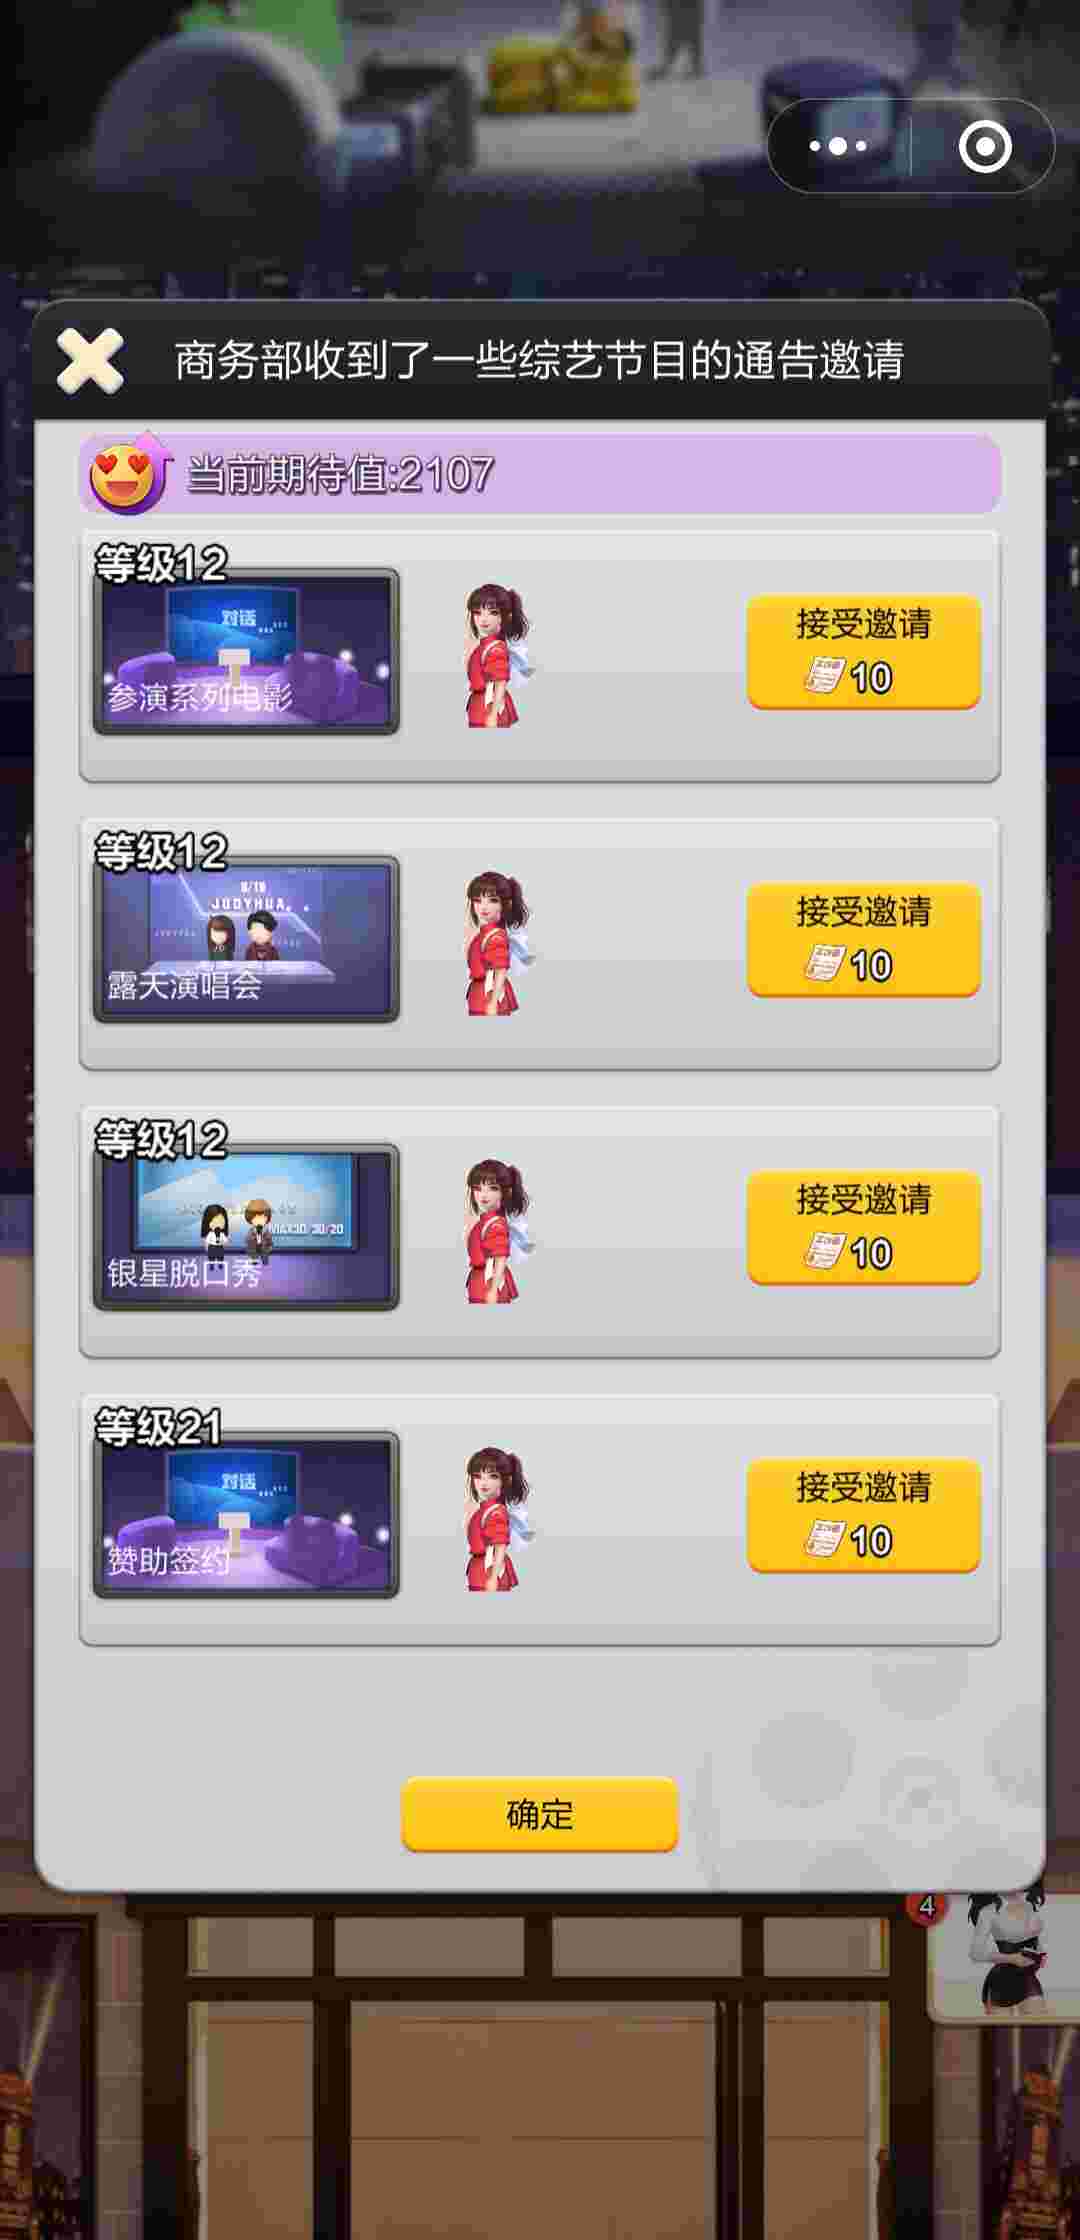 商务部收到了一些综艺节目的通告邀请
当前期待值:2107
等级12
对话
参演系列电影
接受邀请
10
等级12
JUDYHUA
露天演唱会
接受邀请
10
等级12
银星脱口秀
接受邀请
10
等级21
对话
赞助签约
接受邀请
10
确定
4